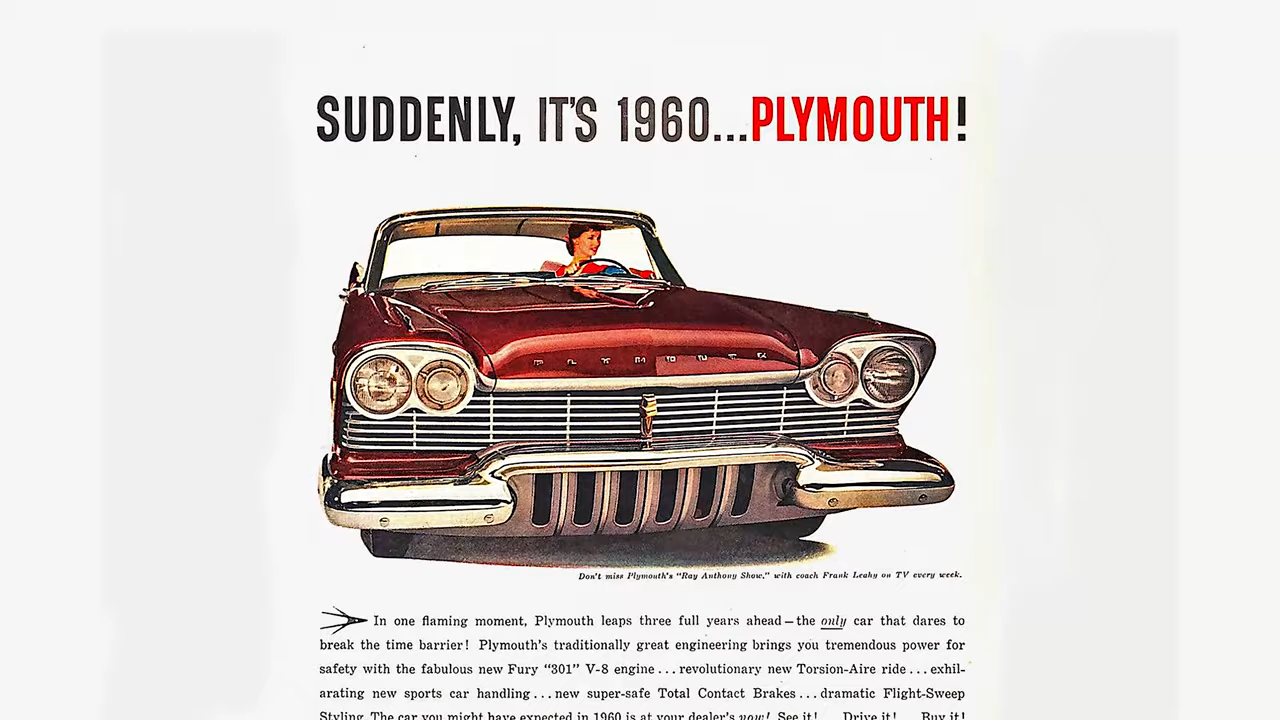 SUDDENLY, IT'S 1960...PLYMOUTH!
PLYMOUTH
Don't miss Plymouth's "Ray Anthony Show," with coach Frank Leahy on TV every week.
In one flaming moment, Plymouth leaps three full years ahead—the only car that dares to
break the time barrier! Plymouth's traditionally great engineering brings you tremendous power for
safety with the fabulous new Fury "301" V-8 engine...revolutionary new Torsion-Aire ride...exhil-
arating new sports car handling...new super-safe Total Contact Brakes...dramatic Flight-Sweep
Styling. The car you might have expected in 1960 is at your dealer's now! See it! ... Drive it! ... Buy it!